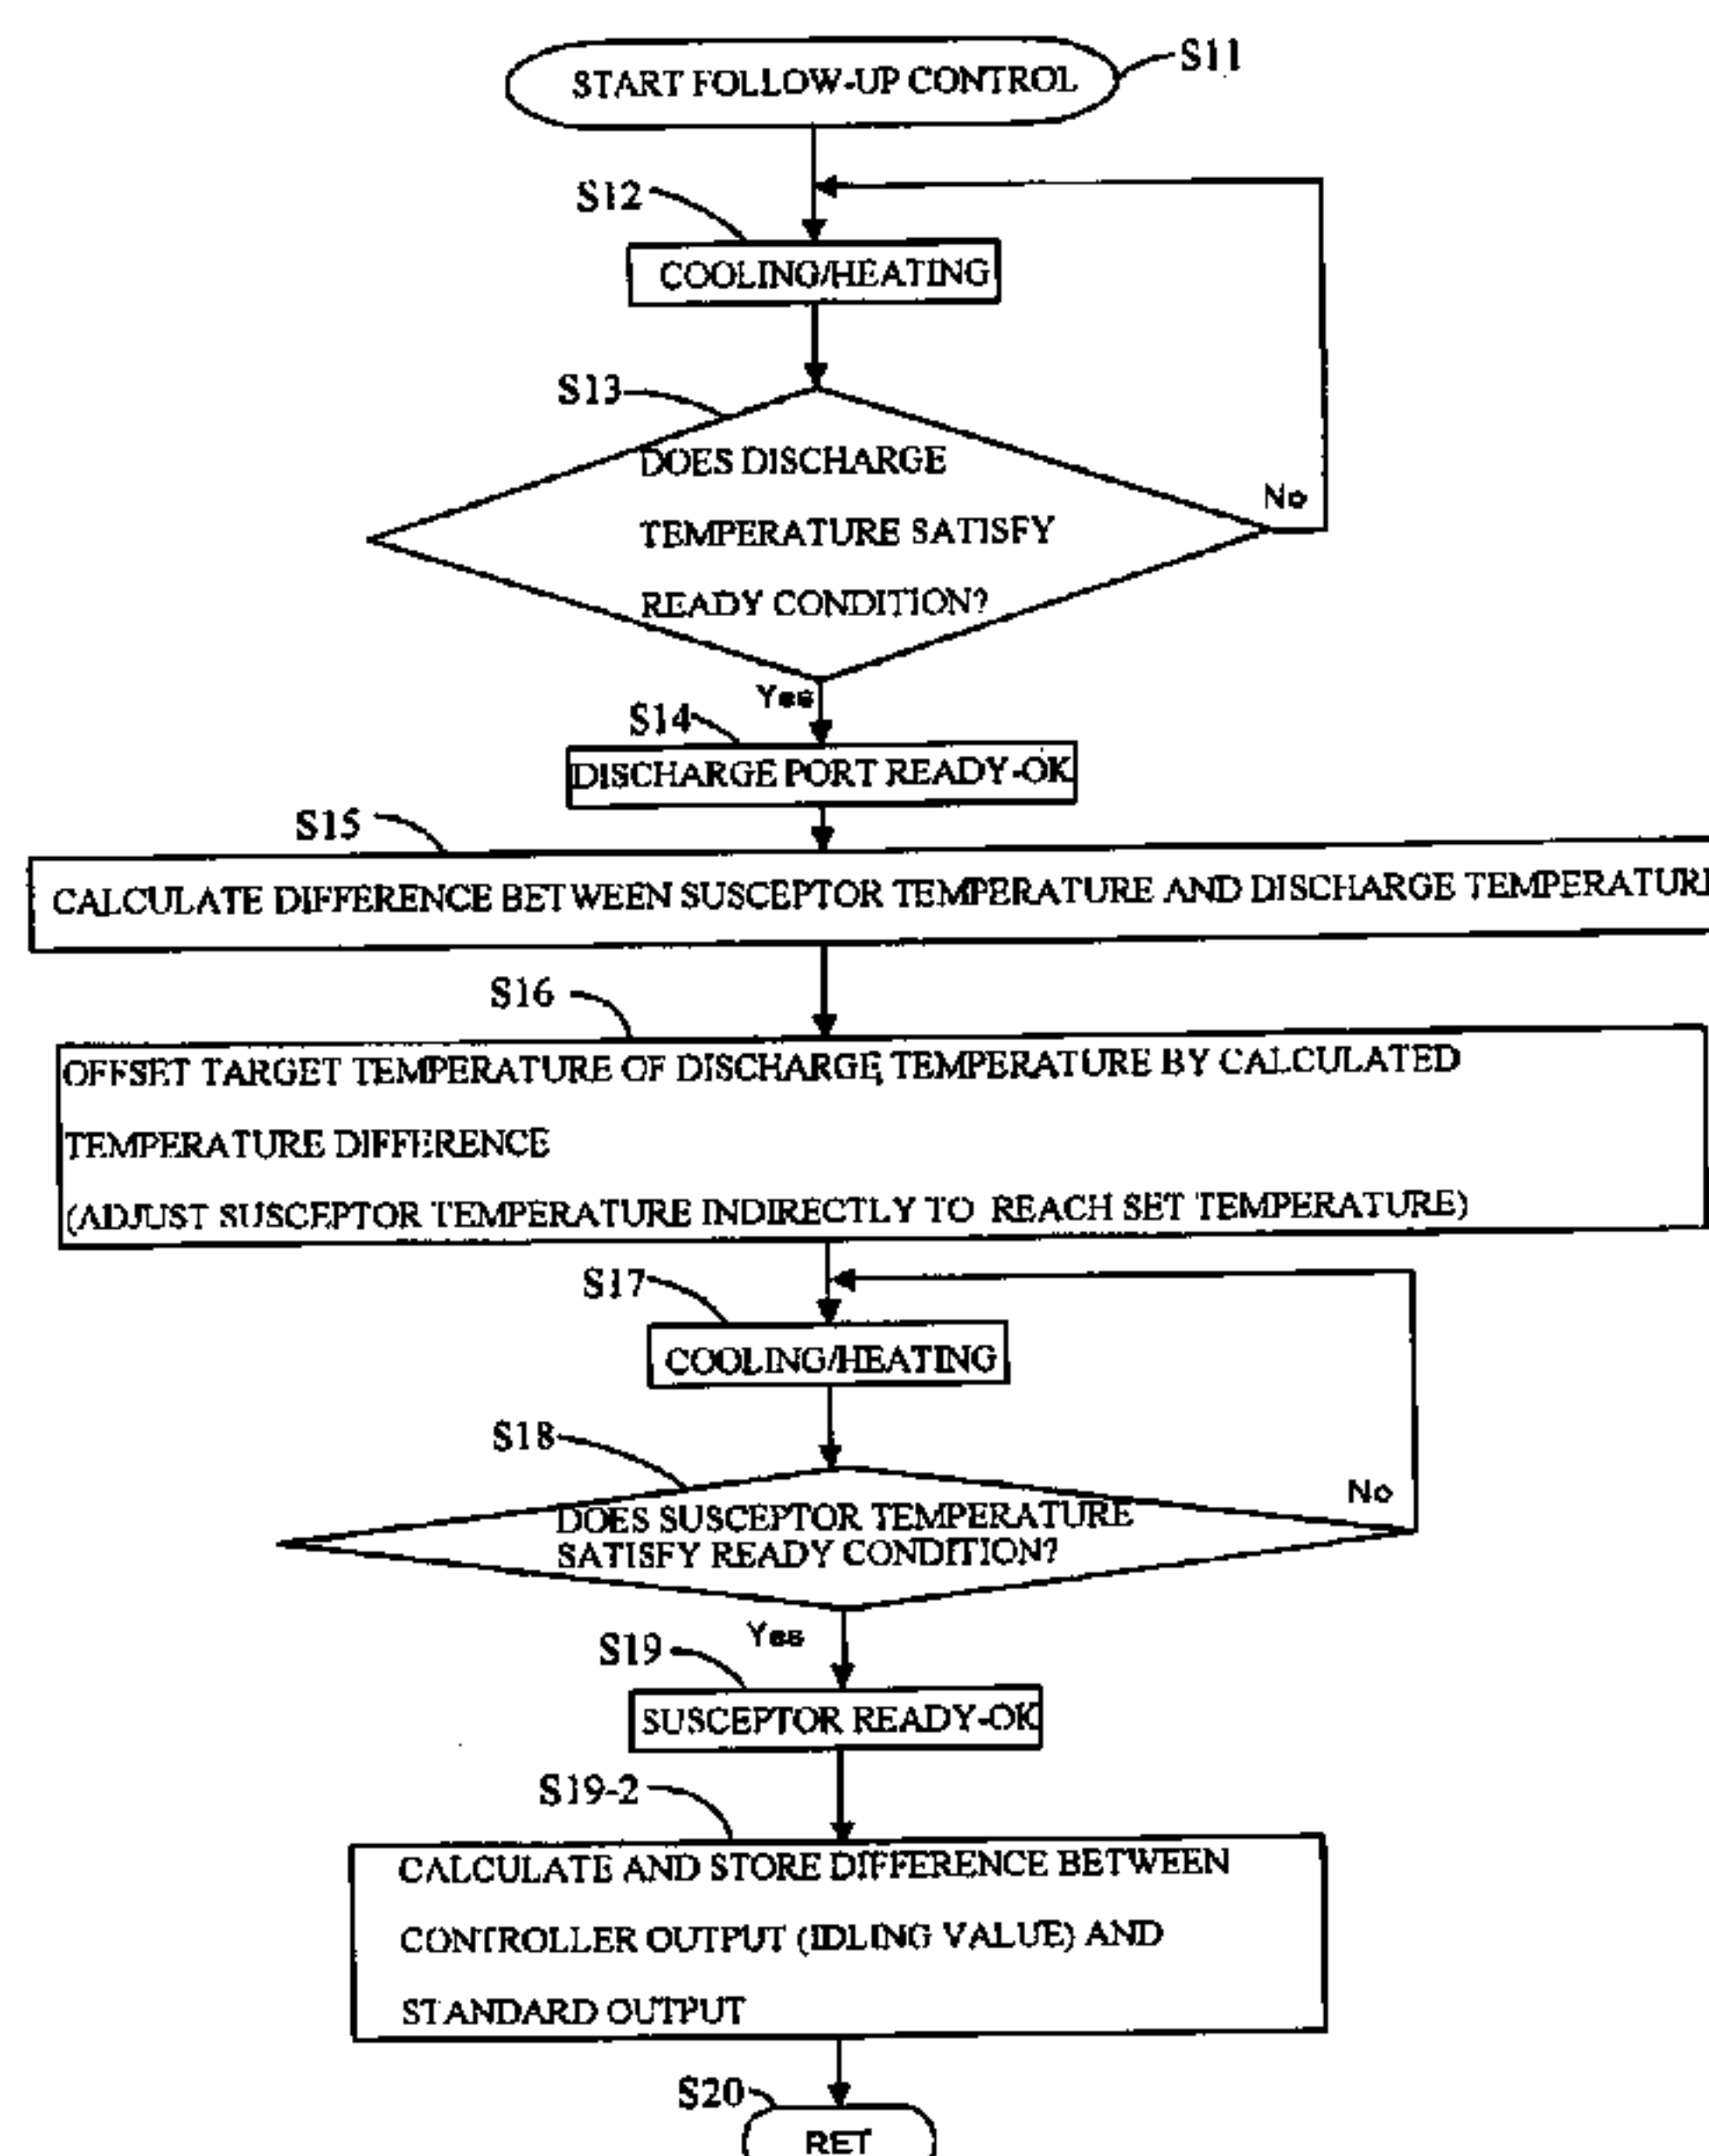 START FOLLOW-UP CONTROL
S11
S12
COOLING/HEATING
S13
DOES DISCHARGE
TEMPERATURE SATISFY
READY CONDITION?
No
Yes
S14
DISCHARGE PORT READY-OK
S15
CALCULATE DIFFERENCE BETWEEN SUSCEPTOR TEMPERATURE AND DISCHARGE TEMPERATURE
S16
OFFSET TARGET TEMPERATURE OF DISCHARGE TEMPERATURE BY CALCULATED
TEMPERATURE DIFFERENCE
(ADJUST SUSCEPTOR TEMPERATURE INDIRECTLY TO REACH SET TEMPERATURE)
S17
COOLING/HEATING
S18
DOES SUSCEPTOR TEMPERATURE
SATISFY READY CONDITION?
No
Yes
S19
SUSCEPTOR READY-OK
S19-2
CALCULATE AND STORE DIFFERENCE BETWEEN
CONTROLLER OUTPUT (IDLING VALUE) AND
STANDARD OUTPUT
S20
RET